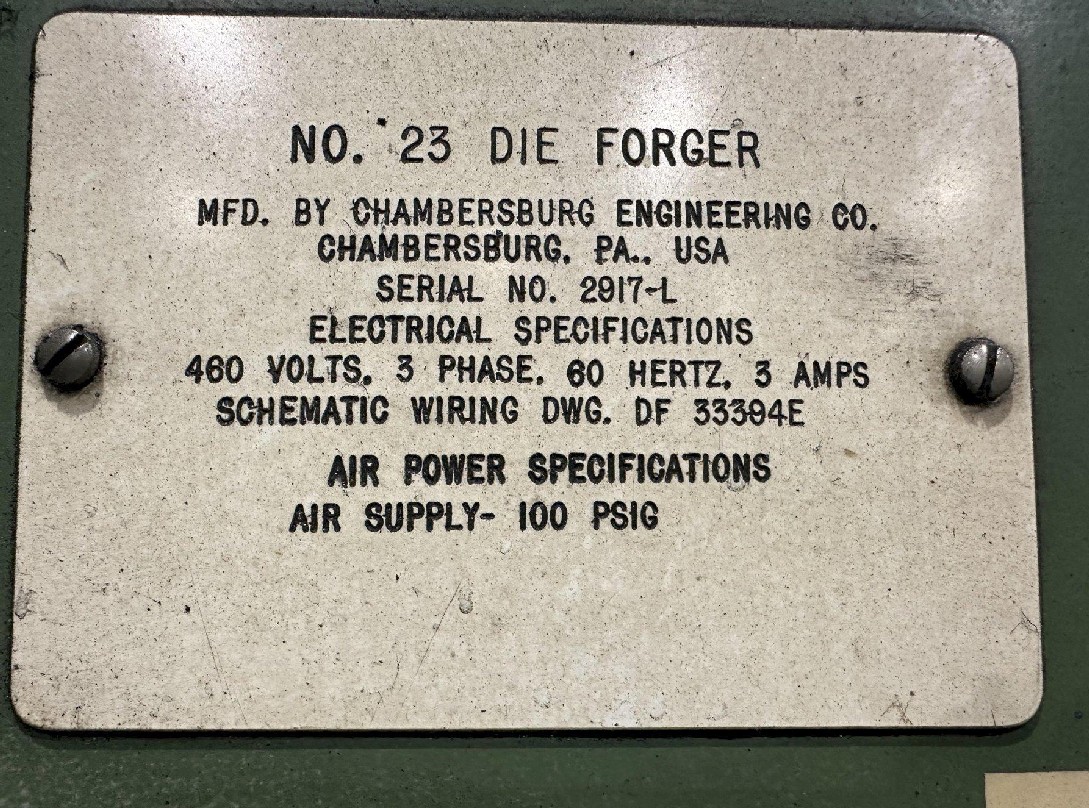 NO. 23 DIE FORGER
MFD. BY CHAMBERSBURG ENGINEERING CO.
CHAMBERSBURG, PA., USA
SERIAL NO. 2917-L
ELECTRICAL SPECIFICATIONS
460 VOLTS, 3 PHASE, 60 HERTZ, 3 AMPS
SCHEMATIC WIRING DWG. DF 33394E
AIR POWER SPECIFICATIONS
AIR SUPPLY- 100 PSIG